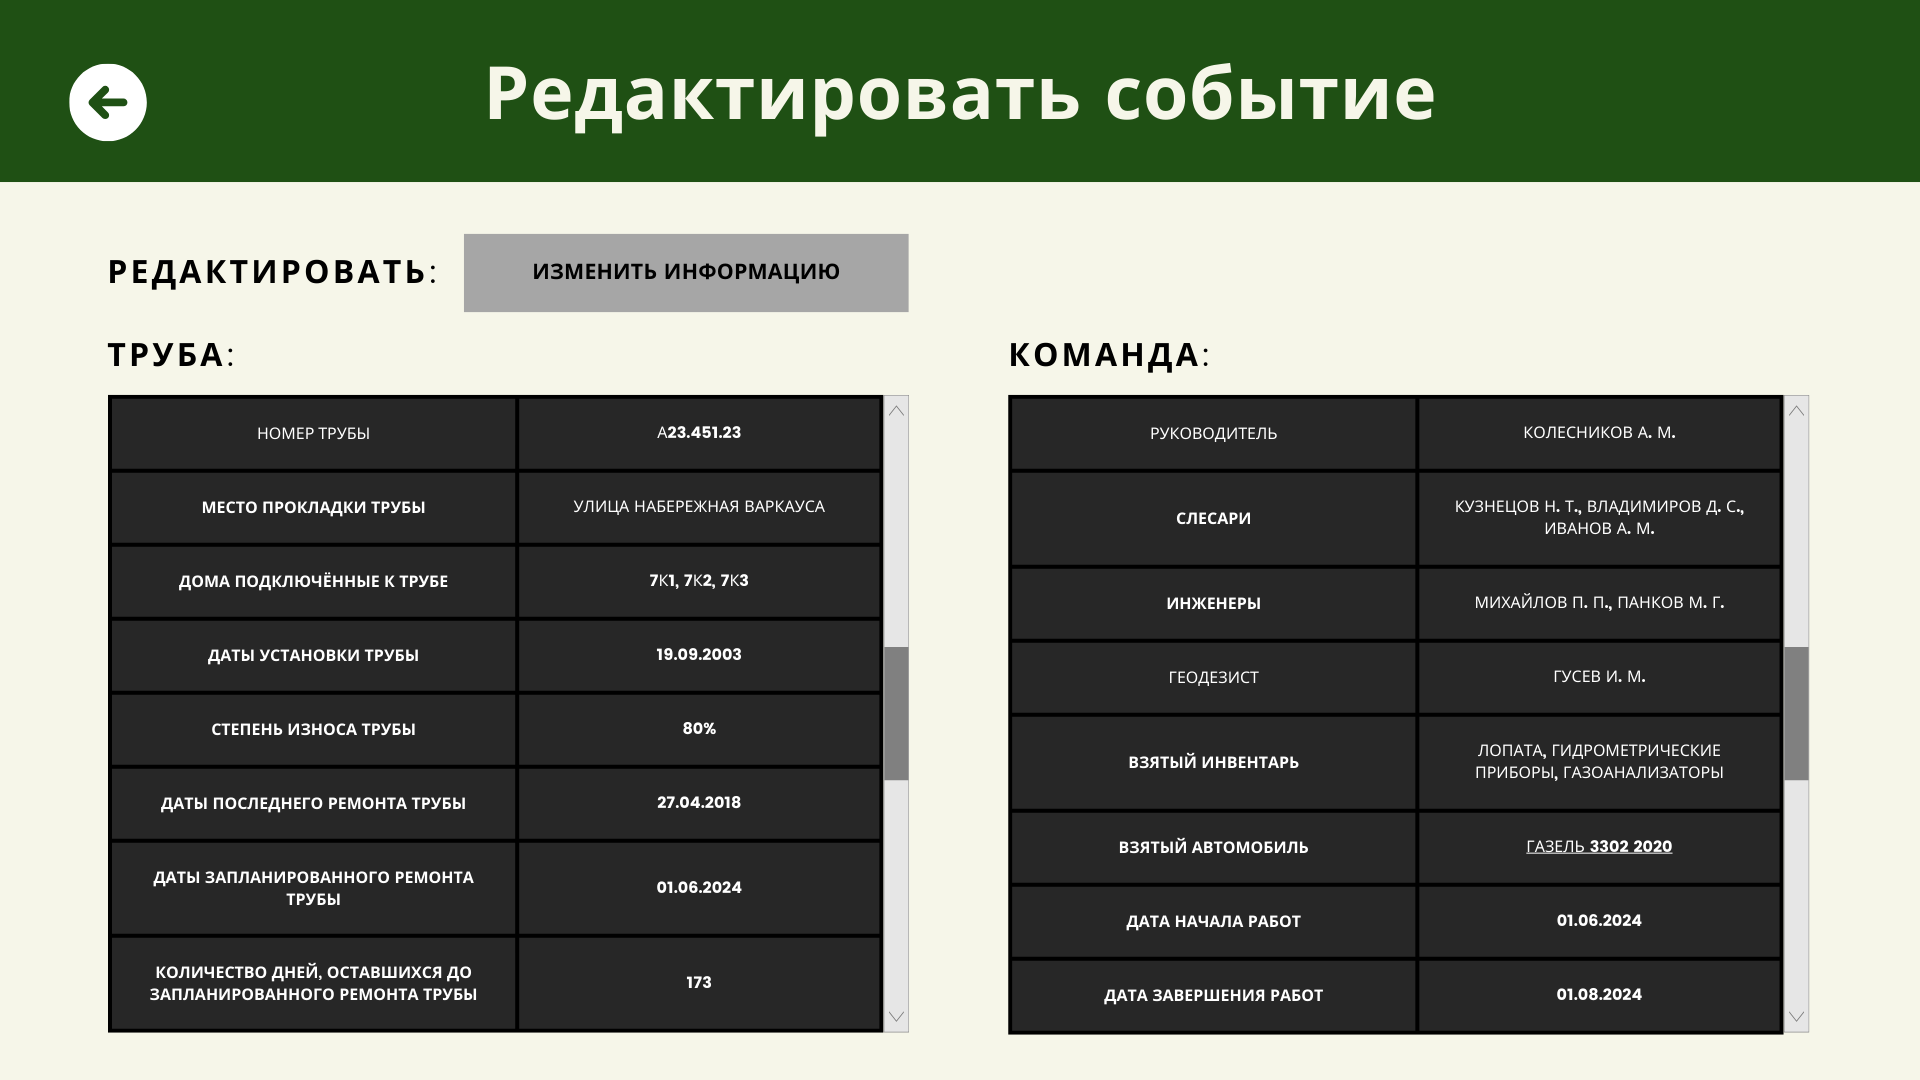 Редактировать событие
РЕДАКТИРОВАТЬ:
ИЗМЕНИТЬ ИНФОРМАЦИЮ
ТРУБА:
НОМЕР ТРУБЫ
А23.451.23
МЕСТО ПРОКЛАДКИ ТРУБЫ
УЛИЦА НАБЕРЕЖНАЯ ВАРКАУСА
ДОМА ПОДКЛЮЧЁННЫЕ К ТРУБЕ
7К1, 7К2, 7К3
ДАТЫ УСТАНОВКИ ТРУБЫ
19.09.2003
СТЕПЕНЬ ИЗНОСА ТРУБЫ
80%
ДАТЫ ПОСЛЕДНЕГО РЕМОНТА ТРУБЫ
27.04.2018
ДАТЫ ЗАПЛАНИРОВАННОГО РЕМОНТА
ТРУБЫ
01.06.2024
КОЛИЧЕСТВО ДНЕЙ, ОСТАВШИХСЯ ДО
ЗАПЛАНИРОВАННОГО РЕМОНТА ТРУБЫ
173
КОМАНДА:
РУКОВОДИТЕЛЬ
КОЛЕСНИКОВ А. М.
СЛЕСАРИ
КУЗНЕЦОВ Н. Т., ВЛАДИМИРОВ Д. С.,
ИВАНОВ А. М.
ИНЖЕНЕРЫ
МИХАЙЛОВ П. П., ПАНКОВ М. Г.
ГЕОДЕЗИСТ
ГУСЕВ И. М.
ВЗЯТЫЙ ИНВЕНТАРЬ
ЛОПАТА, ГИДРОМЕТРИЧЕСКИЕ
ПРИБОРЫ, ГАЗОАНАЛИЗАТОРЫ
ВЗЯТЫЙ АВТОМОБИЛЬ
ГАЗЕЛЬ 3302 2020
ДАТА НАЧАЛА РАБОТ
01.06.2024
ДАТА ЗАВЕРШЕНИЯ РАБОТ
01.08.2024